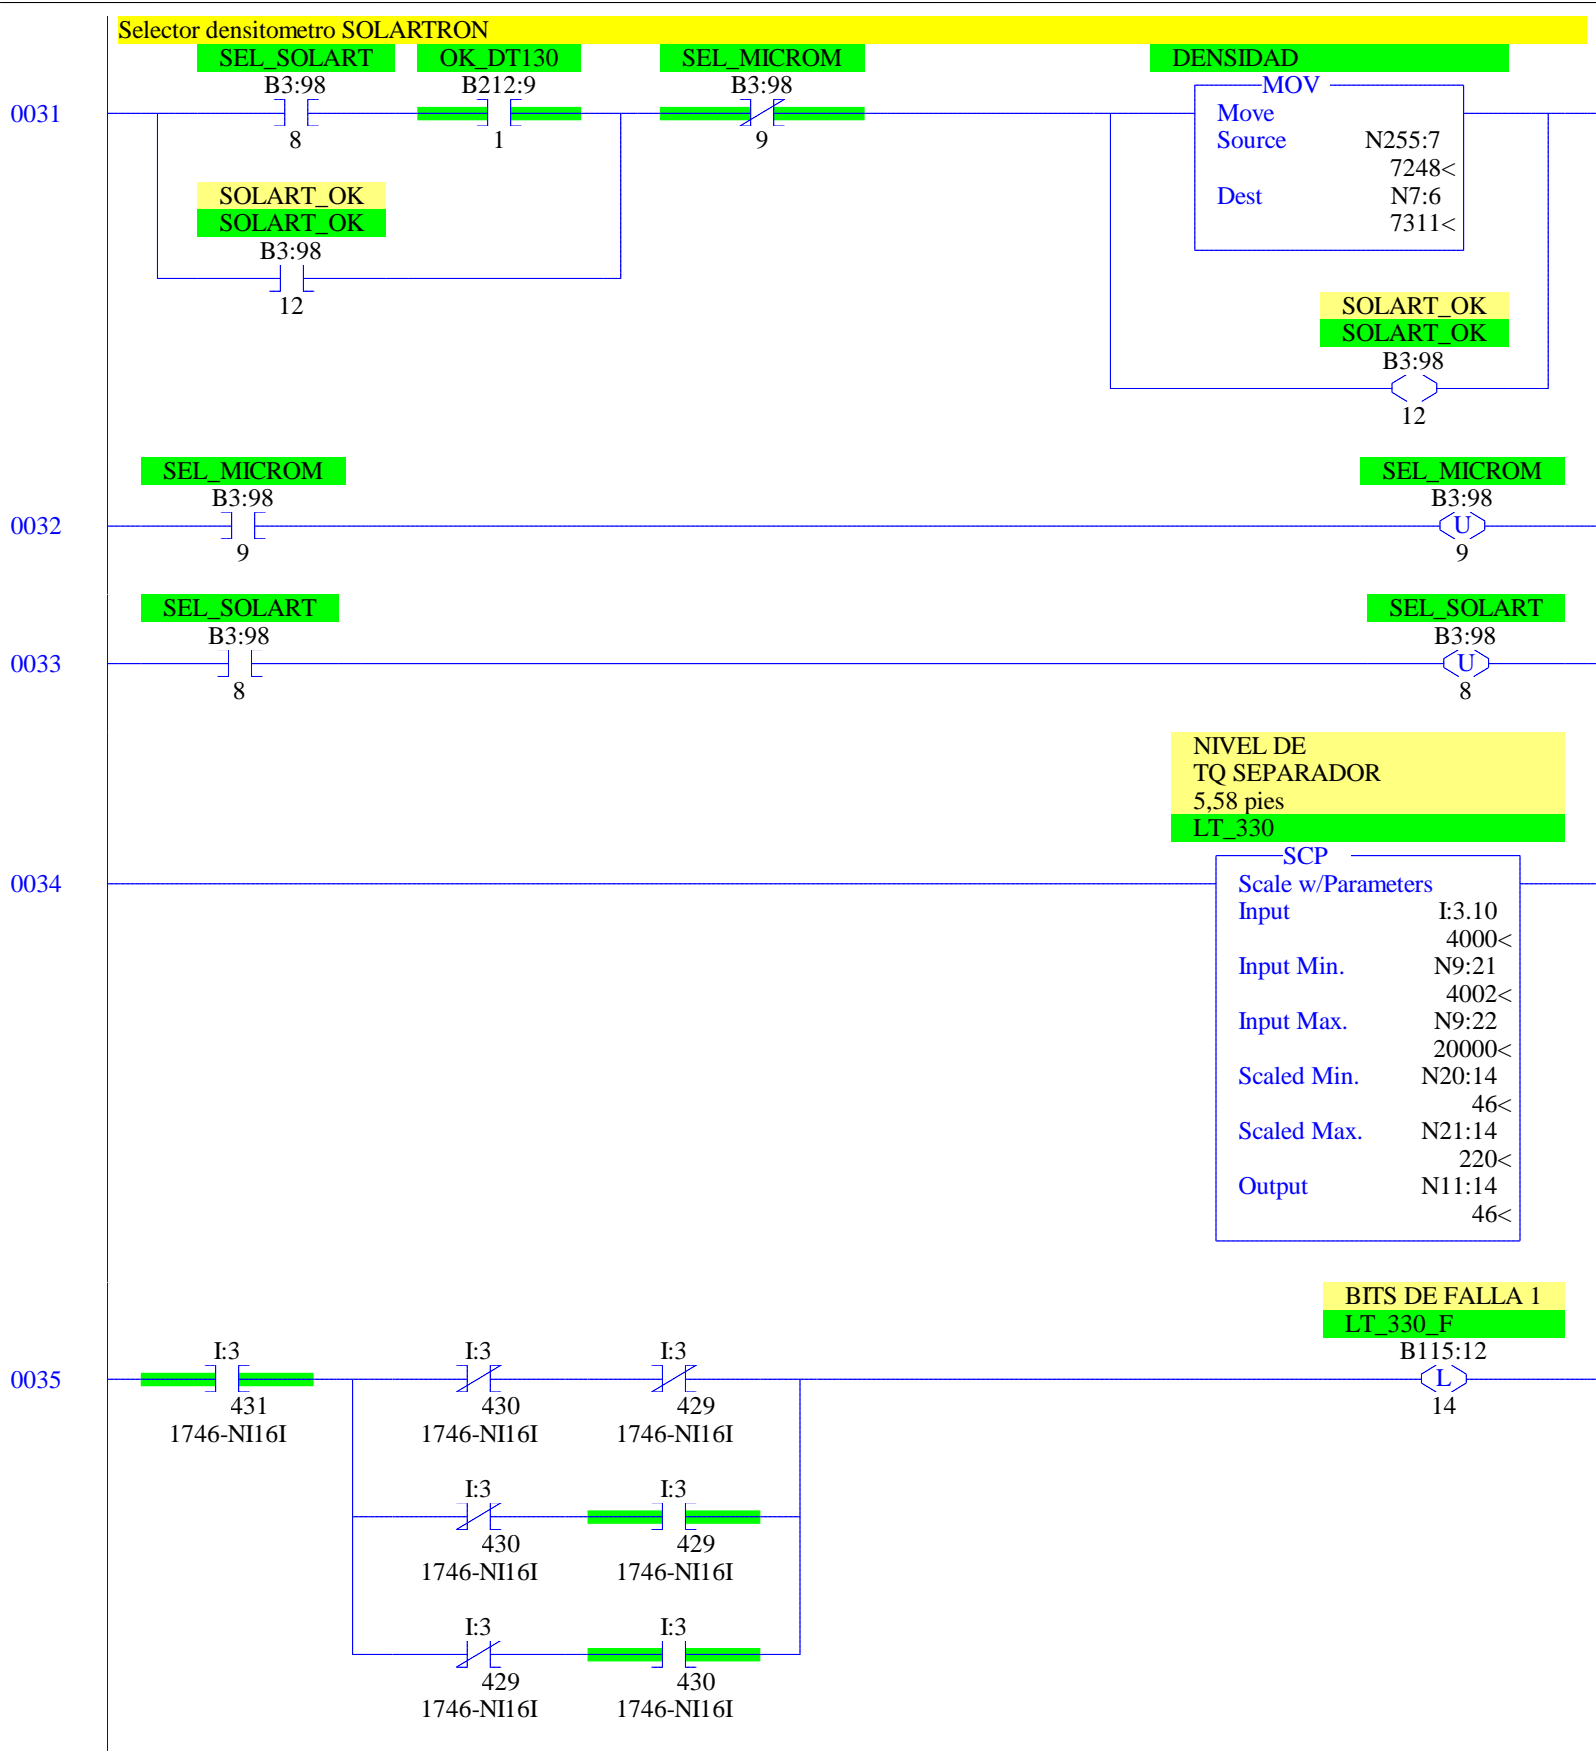 Selector densitometro SOLARTRON
SEL_SOLART OK_DT130 SEL_MICROM DENSIDAD
B3:98 B212:9 B3:98 MOV
0031 Move
8 1 9 Source N255:7
7248<
SOLART_OK Dest N7:6
SOLART_OK 7311<
B3:98
12 SOLART_OK
SOLART_OK
B3:98
12
SEL_MICROM SEL_MICROM
B3:98 B3:98
0032 U
9 9
SEL_SOLART SEL_SOLART
B3:98 B3:98
0033 U
8 8
NIVEL DE
TQ SEPARADOR
5,58 pies
LT_330
SCP
0034 Scale w/Parameters
Input I:3.10
4000<
Input Min. N9:21
4002<
Input Max. N9:22
20000<
Scaled Min. N20:14
46<
Scaled Max. N21:14
220<
Output N11:14
46<
BITS DE FALLA 1
LT_330_F
I:3 I:3 I:3 B115:12
0035 L
431 430 429 14
1746-NI16I 1746-NI16I 1746-NI16I
I:3 I:3
430 429
1746-NI16I 1746-NI16I
I:3 I:3
429 430
1746-NI16I 1746-NI16I